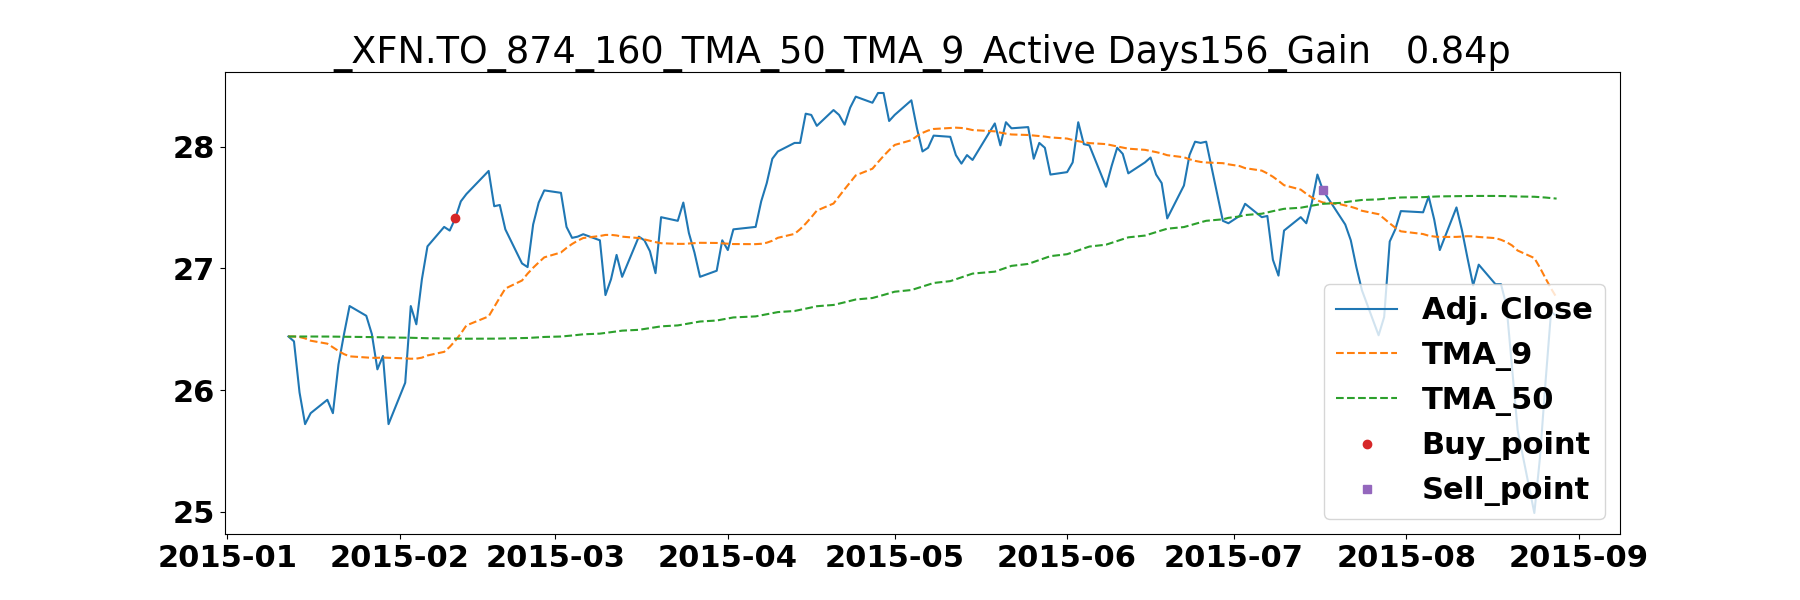 _XFN.TO_874_160_TMA_50_TMA_9_Active Days156_Gain   0.84p
28
27
26
25
Adj. Close
TMA_9
TMA_50
Buy_point
Sell_point
2015-01 2015-02 2015-03 2015-04 2015-05 2015-06 2015-07 2015-08 2015-09